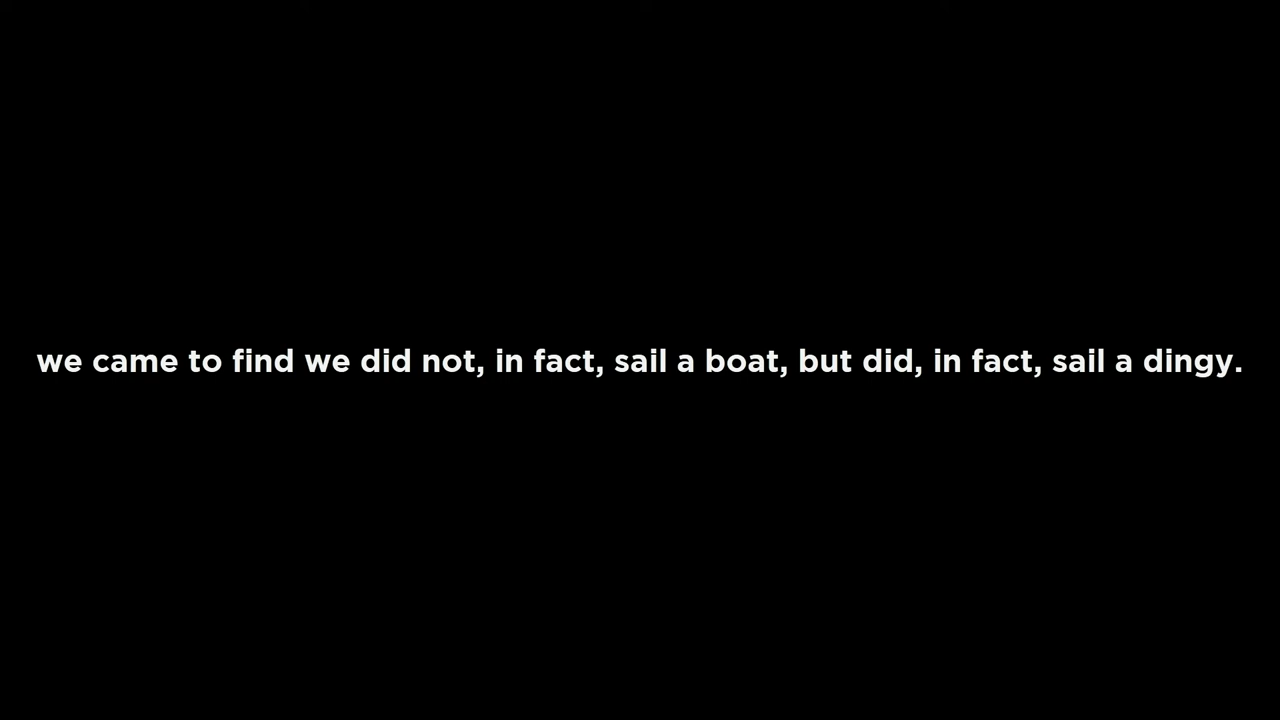 we came to find we did not, in fact, sail a boat, but did, in fact, sail a dingy.